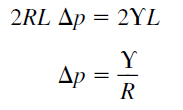 2RL Δp = 2ϒL
Δp = ϒ/R